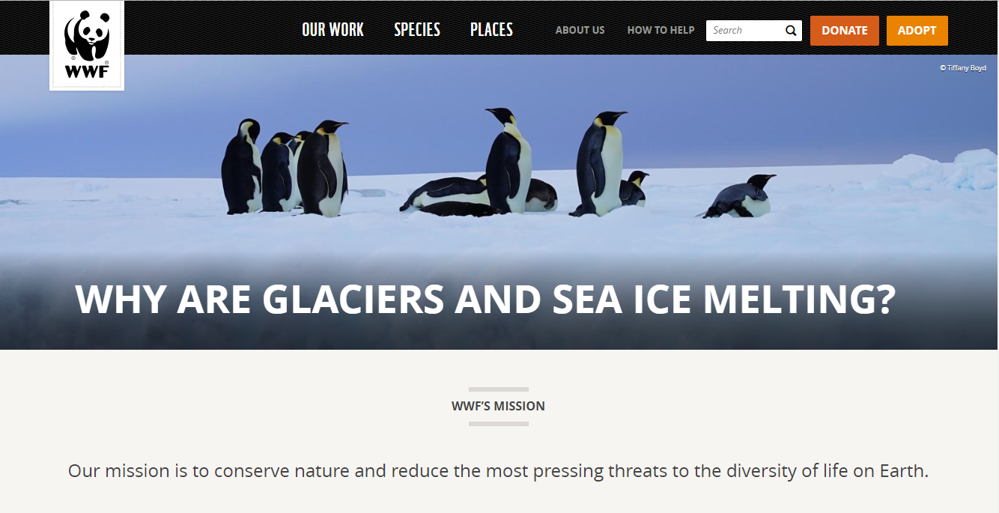 WWF
OUR WORK SPECIES PLACES ABOUT US HOW TO HELP Search DONATE ADOPT
© Tiffany Boyd
WHY ARE GLACIERS AND SEA ICE MELTING?
WWF'S MISSION
Our mission is to conserve nature and reduce the most pressing threats to the diversity of life on Earth.